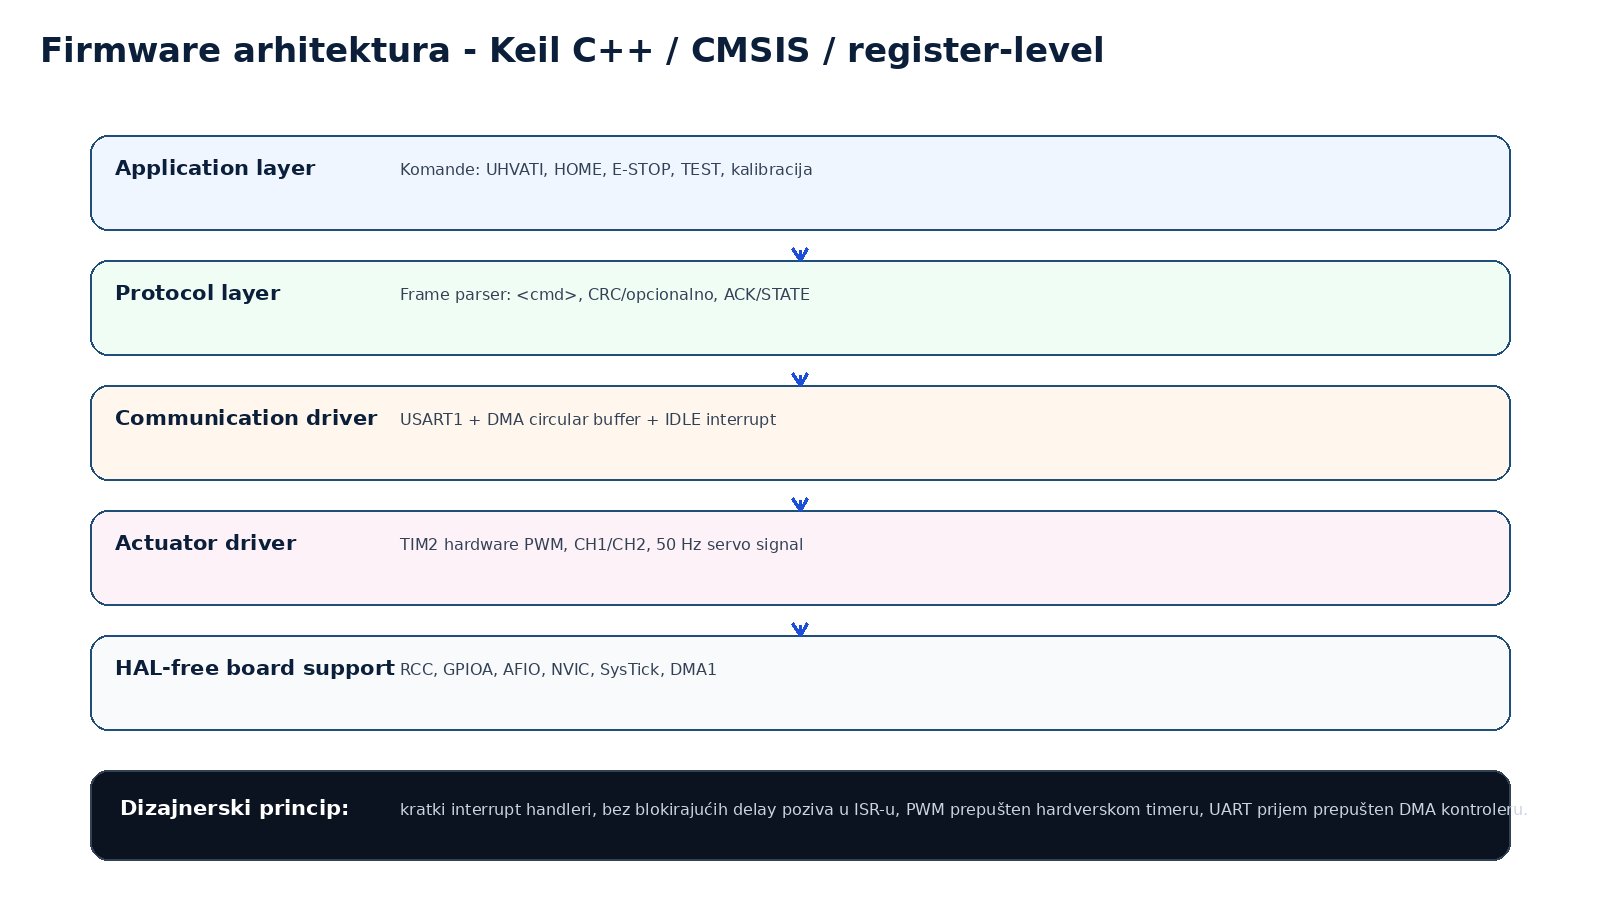 Firmware arhitektura - Keil C++ / CMSIS / register-level
Application layer Komande: UHVATI, HOME, E-STOP, TEST, kalibracija
Protocol layer Frame parser: <cmd>, CRC/opcionalno, ACK/STATE
Communication driver USART1 + DMA circular buffer + IDLE interrupt
Actuator driver TIM2 hardware PWM, CH1/CH2, 50 Hz servo signal
HAL-free board support RCC, GPIOA, AFIO, NVIC, SysTick, DMA1
Dizajnerski princip: kratki interrupt handleri, bez blokirajućih delay poziva u ISR-u, PWM prepušten hardverskom timeru, UART prijem prepušten DMA kontroleru.